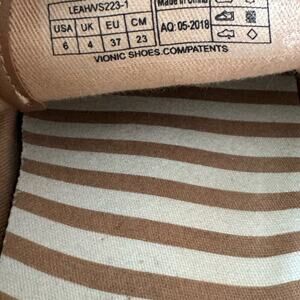 LEAH/VS223-1
Made in China
USA UK EU CM
6 4 37 23
AQ: 05-2018
VIONIC SHOES.COM/PATENTS